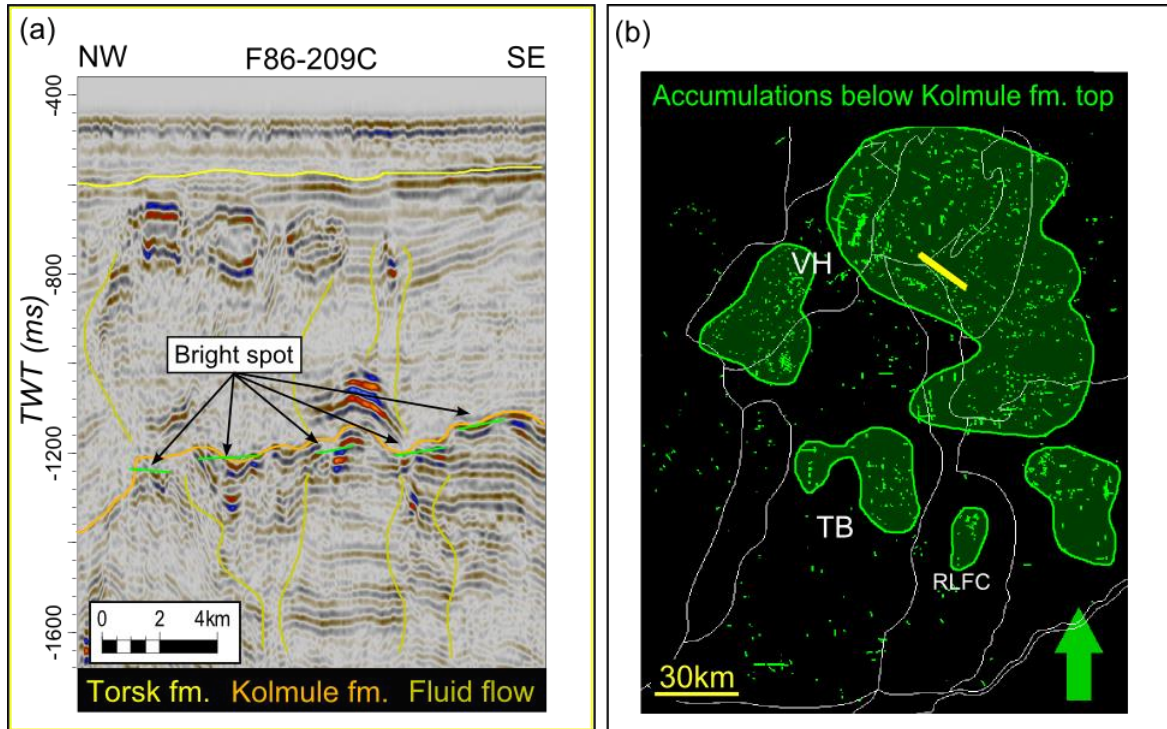 (a)
NW F86-209C SE
-400
-800
-1200
-1600
TWT (ms)
Bright spot
0 2 4km
Torsk fm. Kolmule fm. Fluid flow
(b)
Accumulations below Kolmule fm. top
VH
TB
RLFC
30km